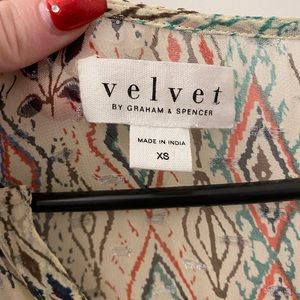 velvet
BY GRAHAM & SPENCER
MADE IN INDIA
XS